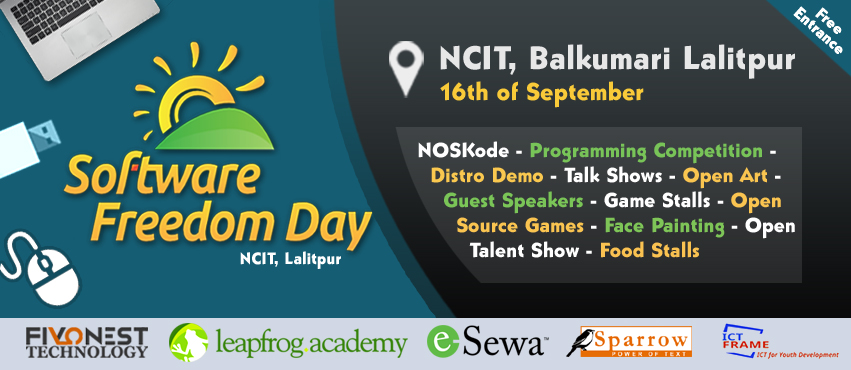 Free
Entrance
NCIT, Balkumari Lalitpur
16th of September
Software
Freedom Day
NCIT, Lalitpur
NOSKode - Programming Competition -
Distro Demo - Talk Shows - Open Art -
Guest Speakers - Game Stalls - Open
Source Games - Face Painting - Open
Talent Show - Food Stalls
FIVONEST
TECHNOLOGY
leapfrog.academy
e-Sewa™
Sparrow
POWER OF TEXT
ICT
FRAME
ICT for Youth Development